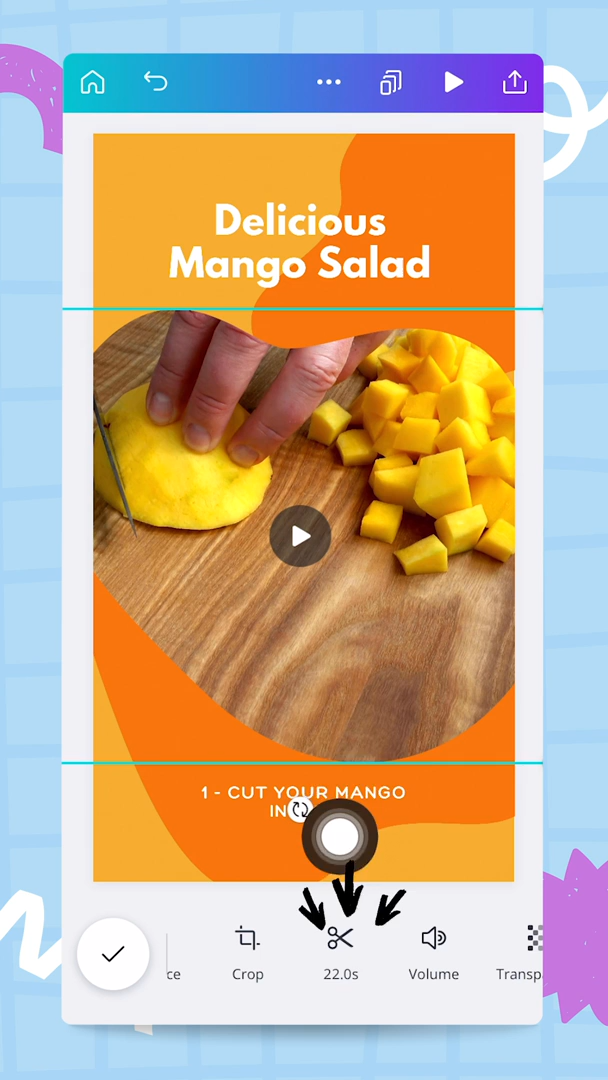 Delicious
Mango Salad
1 - CUT YOUR MANGO
IN
ce
Crop
22.0s
Volume
Transp